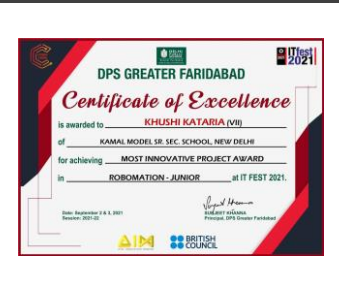 ITfest
2021
DPS GREATER FARIDABAD
Certificate of Excellence
is awarded to KHUSHI KATARIA (VII)
of KAMAL MODEL SR. SEC. SCHOOL, NEW DELHI
for achieving MOST INNOVATIVE PROJECT AWARD
in ROBOMATION - JUNIOR at IT FEST 2021.
Date: September 2 & 3, 2021
Session: 2021-22
SURJEET KHANNA
Principal, DPS Greater Faridabad
AIM
BRITISH
COUNCIL